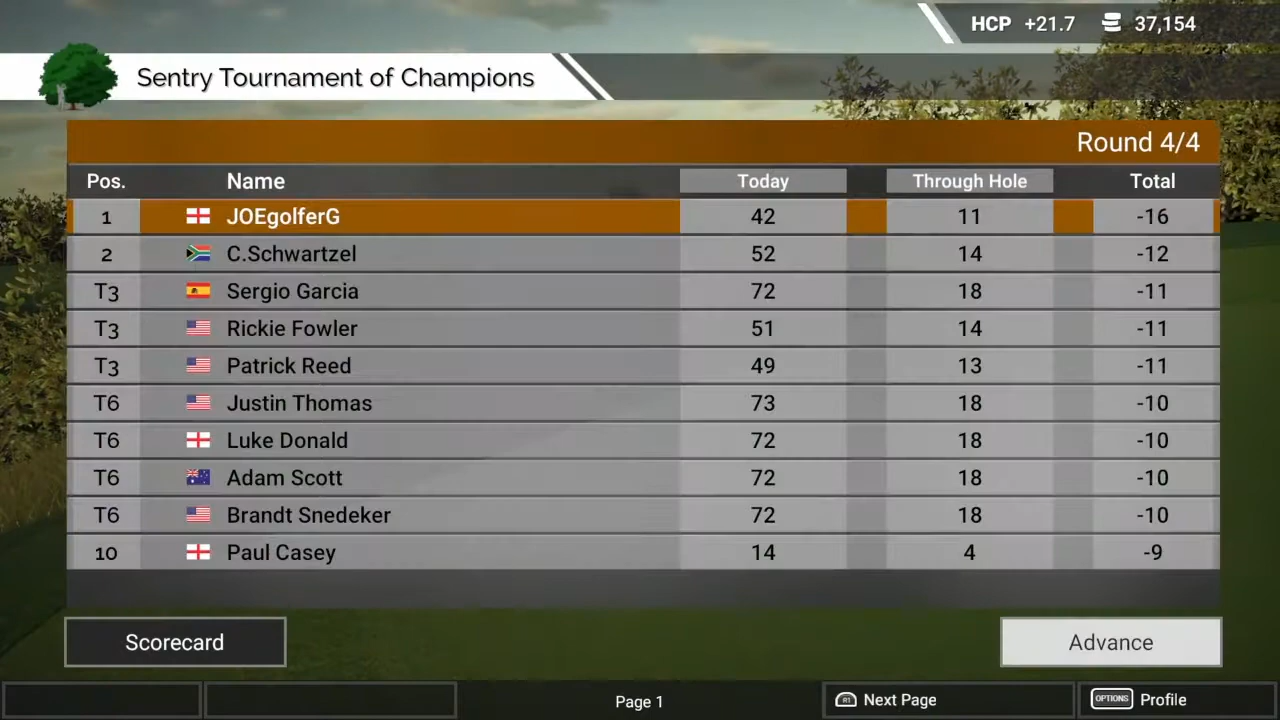 HCP +21.7 37,154
Sentry Tournament of Champions
Round 4/4
Pos. Name Today Through Hole Total
1 JOEgolferG 42 11 -16
2 C.Schwartzel 52 14 -12
T3 Sergio Garcia 72 18 -11
T3 Rickie Fowler 51 14 -11
T3 Patrick Reed 49 13 -11
T6 Justin Thomas 73 18 -10
T6 Luke Donald 72 18 -10
T6 Adam Scott 72 18 -10
T6 Brandt Snedeker 72 18 -10
10 Paul Casey 14 4 -9
Scorecard Advance
Page 1 R1 Next Page OPTIONS Profile